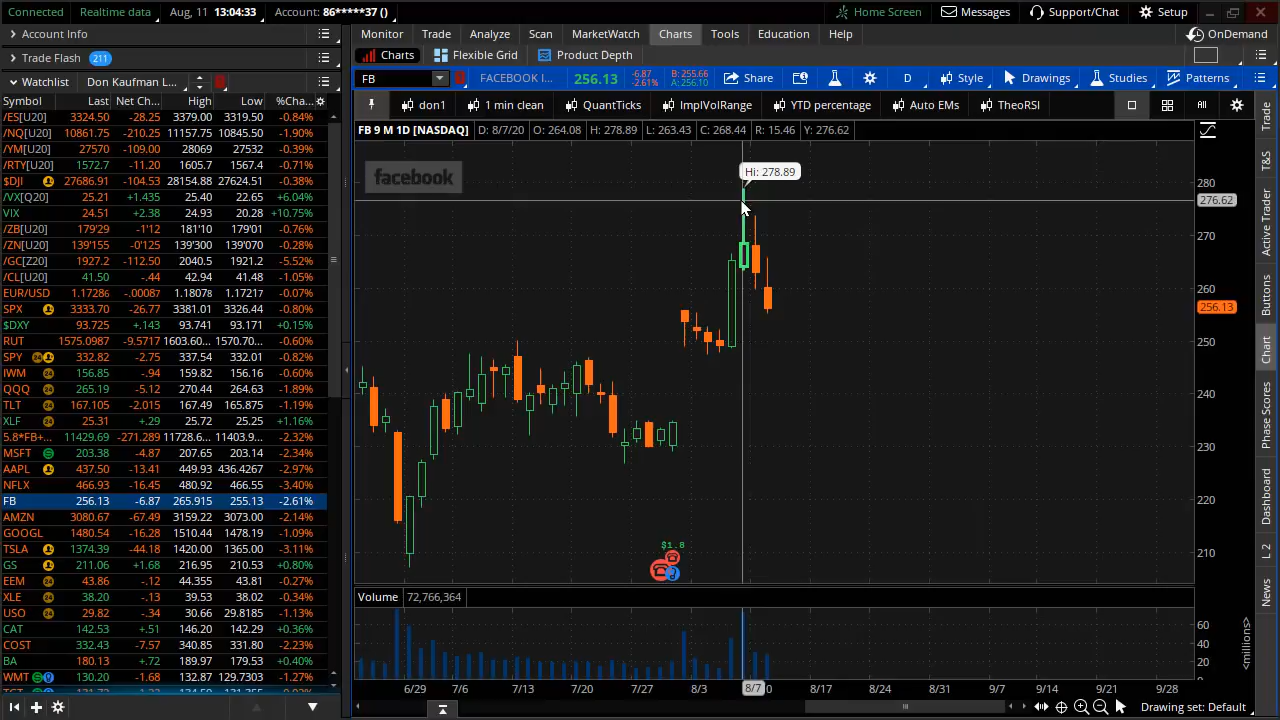 Connected Realtime data Aug, 11 13:04:33 Account: 86*****37 () Home Screen Messages Support/Chat Setup
Account Info
Trade Flash 211
Watchlist Don Kaufman L...
Symbol Last Net Ch... High Low %Cha...
/ES[U20] 3324.50 -28.25 3379.00 3319.50 -0.84%
/NQ[U20] 10861.75 -210.25 11157.75 10845.50 -1.90%
/YM[U20] 27570 -109.00 28069 27532 -0.39%
/RTY[U20] 1572.7 -11.20 1605.7 1567.4 -0.71%
$DJI 27686.91 -104.53 28154.88 27624.51 -0.38%
/VX[Q20] 25.21 +1.435 25.40 22.65 +6.04%
VIX 24.51 +2.38 24.93 20.28 +10.75%
/ZB[U20] 179'29 -1'12 181'10 179'01 -0.76%
/ZN[U20] 139'155 -0'125 139'300 139'070 -0.28%
/GC[Z20] 1927.2 -112.50 2040.5 1921.2 -5.52%
/CL[U20] 41.50 -.44 42.94 41.48 -1.05%
EUR/USD 1.17286 -.00087 1.18078 1.17217 -0.07%
SPX 3333.70 -26.77 3381.01 3326.44 -0.80%
$DXY 93.725 +.143 93.741 93.171 +0.15%
RUT 1575.0987 -9.5717 1603.60... 1570.70... -0.60%
SPY 332.82 -2.75 337.54 332.01 -0.82%
IWM 156.85 -.94 159.82 156.16 -0.60%
QQQ 265.19 -5.12 270.44 264.63 -1.89%
TLT 167.105 -2.015 167.49 165.875 -1.19%
XLF 25.31 +.29 25.72 25.25 +1.16%
5.8*FB+... 11429.69 -271.289 11728.6... 11403.9... -2.32%
MSFT 203.38 -4.87 207.65 203.14 -2.34%
AAPL 437.50 -13.41 449.93 436.4267 -2.97%
NFLX 466.93 -16.45 480.92 466.55 -3.40%
FB 256.13 -6.87 265.915 255.13 -2.61%
AMZN 3080.67 -67.49 3159.22 3073.00 -2.14%
GOOGL 1480.54 -16.28 1510.44 1478.49 -1.09%
TSLA 1374.39 -44.18 1420.00 1365.00 -3.11%
GS 211.06 +1.68 216.95 210.53 +0.80%
EEM 43.86 -.12 44.355 43.81 -0.27%
XLE 38.20 -.13 39.53 38.02 -0.34%
USO 29.82 -.34 30.66 29.8185 -1.13%
CAT 142.53 +.51 146.20 142.29 +0.36%
COST 332.43 -7.57 340.85 331.80 -2.23%
BA 180.13 +.72 189.97 179.53 +0.40%
WMT 130.20 -1.68 132.87 129.7303 -1.27%
Monitor Trade Analyze Scan MarketWatch Charts Tools Education Help OnDemand
Charts Flexible Grid Product Depth
FB FACEBOOK I... 256.13 -6.87 -2.61% B: 255.66 A: 256.10 Share D Style Drawings Studies Patterns
don1 1 min clean QuantTicks ImplVolRange YTD percentage Auto EMs TheoRSI
FB 9 M 1D [NASDAQ] D: 8/7/20 O: 264.08 H: 278.89 L: 263.43 C: 268.44 R: 15.46 Y: 276.62
facebook
Hi: 278.89
280
276.62
270
260
256.13
250
240
230
220
210
$1.8
Volume 72,766,364
60
40
20
<millions>
6/29 7/6 7/13 7/20 7/27 8/3 8/7 0 8/17 8/24 8/31 9/7 9/14 9/21 9/28
Drawing set: Default
Trade
T&S
Active Trader
Buttons
Chart
Phase Scores
Dashboard
L 2
News